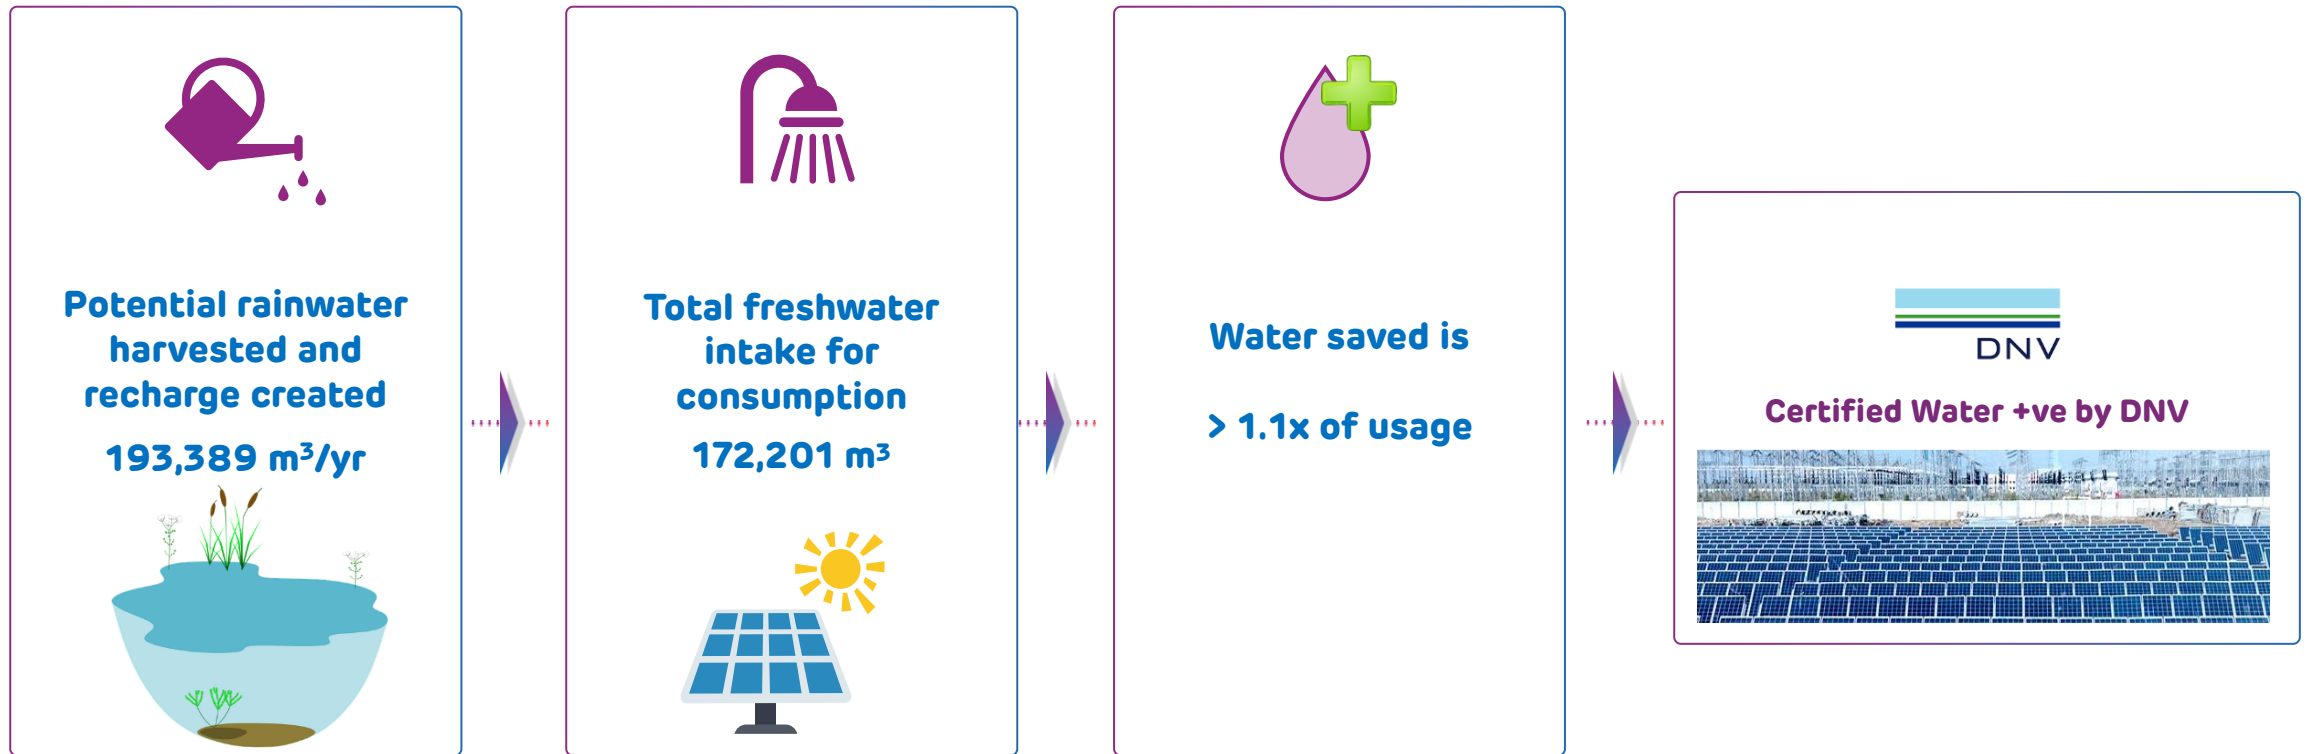 Potential rainwater
harvested and
recharge created
193,389 m³/yr
Total freshwater
intake for
consumption
172,201 m³
Water saved is
> 1.1x of usage
DNV
Certified Water +ve by DNV